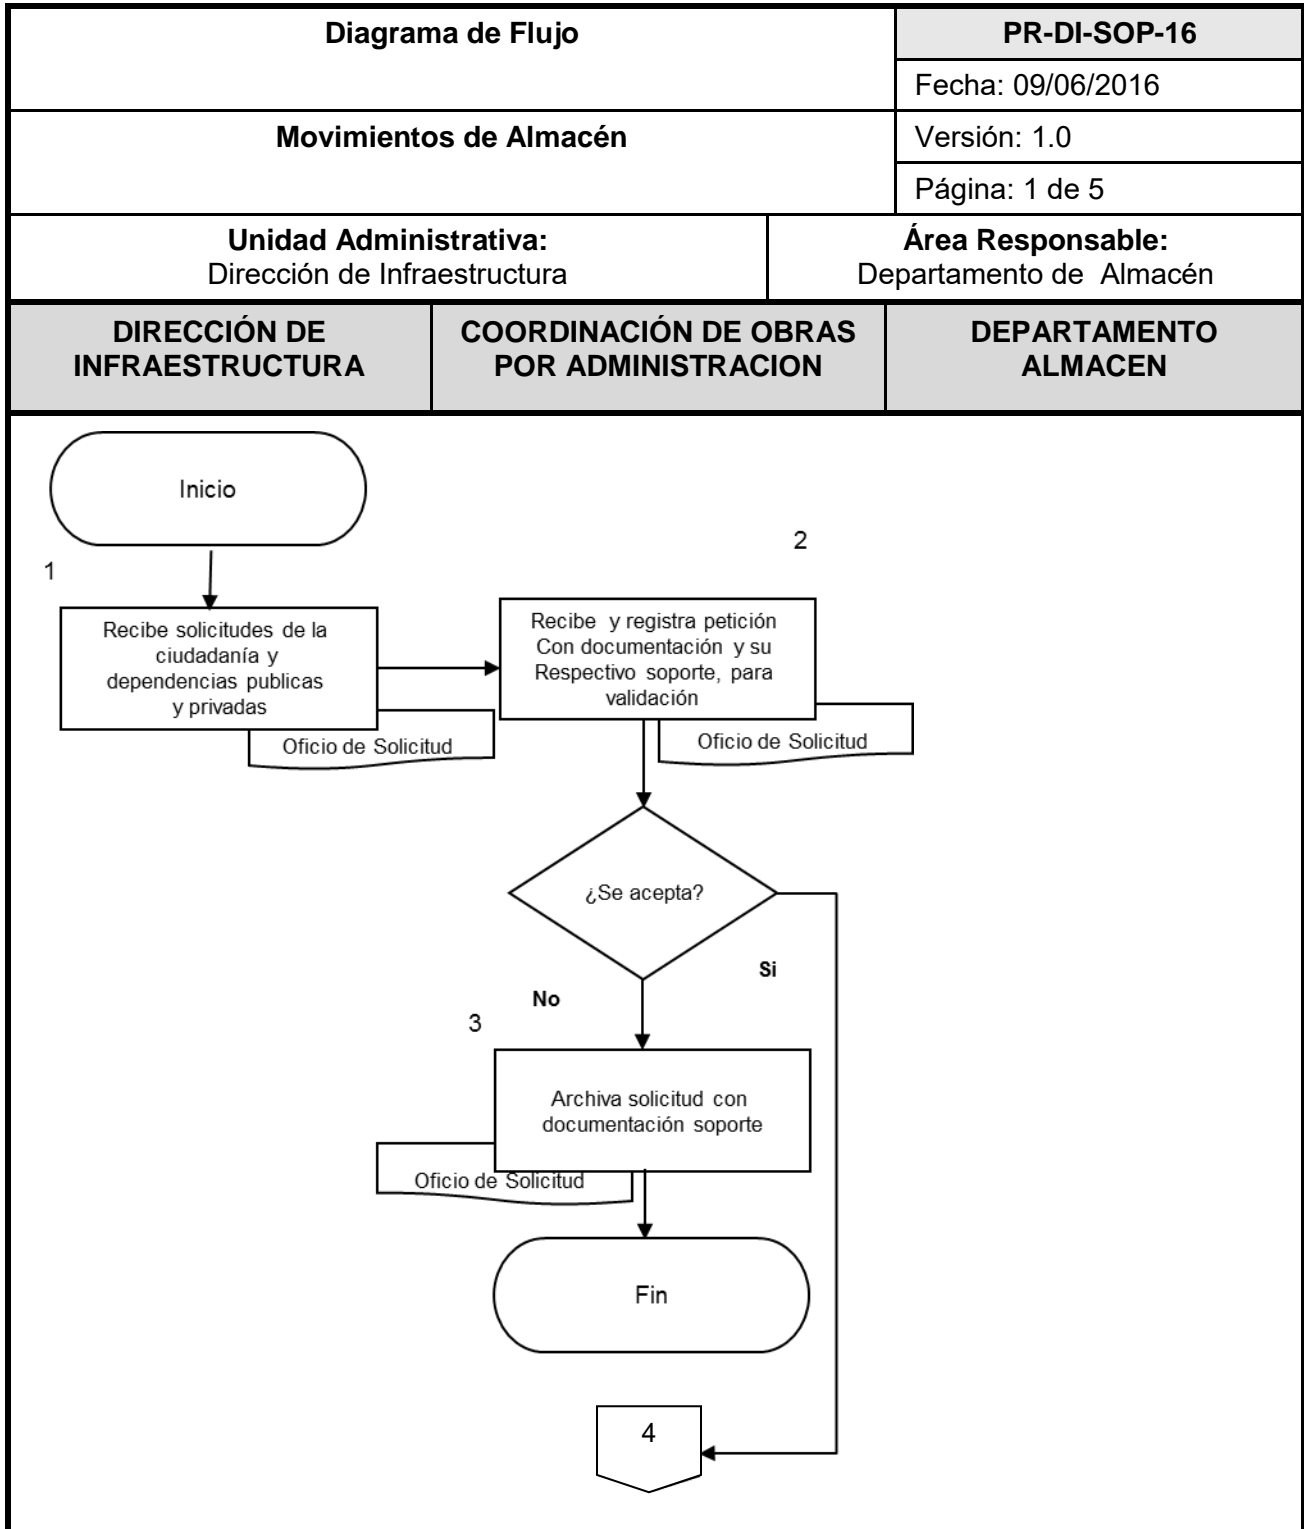 Diagrama de Flujo
PR-DI-SOP-16
Fecha: 09/06/2016
Movimientos de Almacén
Versión: 1.0
Página: 1 de 5
Unidad Administrativa:
Dirección de Infraestructura
Área Responsable:
Departamento de Almacén
DIRECCIÓN DE
INFRAESTRUCTURA
COORDINACIÓN DE OBRAS
POR ADMINISTRACION
DEPARTAMENTO
ALMACEN
Inicio
1
Recibe solicitudes de la
ciudadanía y
dependencias publicas
y privadas
Oficio de Solicitud
2
Recibe y registra petición
Con documentación y su
Respectivo soporte, para
validación
Oficio de Solicitud
¿Se acepta?
Si
No
3
Archiva solicitud con
documentación soporte
Oficio de Solicitud
Fin
4